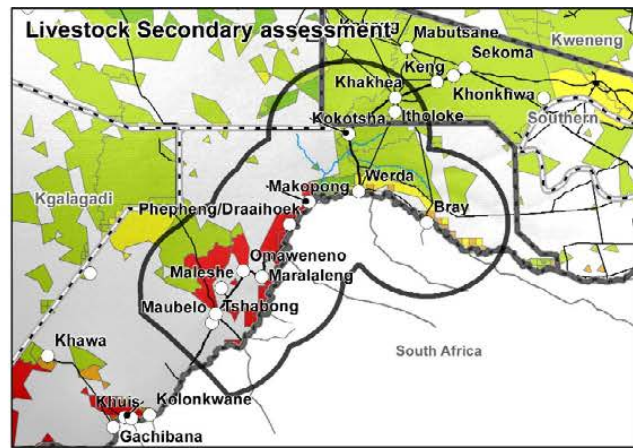 Livestock Secondary assessment
Mabutsane
Kweneng
Sekoma
Keng
Khakhea
Khonkhwa
Itholoke
Southern
Kokotsha
Werda
Kgalagadi
Makopong
Phepheng/Draaihoek
Bray
Omaweneno
Maleshe
Maralaleng
Maubelo
Tshabong
South Africa
Khawa
Khuis
Kolonkwane
Gachibana